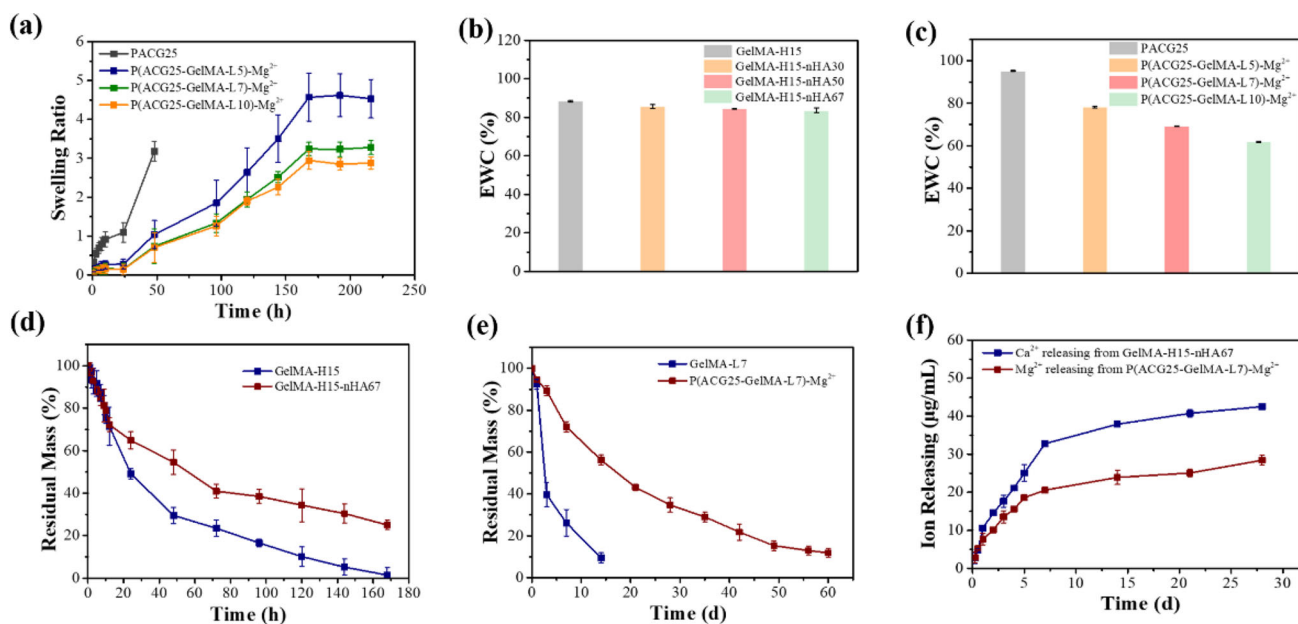 (a)
PACG25
P(ACG25-GelMA-L5)-Mg²⁺
P(ACG25-GelMA-L7)-Mg²⁺
P(ACG25-GelMA-L10)-Mg²⁺
Swelling Ratio
6
5
4
3
2
1
0
0 50 100 150 200 250
Time (h)
(b)
GelMA-H15
GelMA-H15-nHA30
GelMA-H15-nHA50
GelMA-H15-nHA67
EWC (%)
120
100
80
60
40
20
0
(c)
PACG25
P(ACG25-GelMA-L5)-Mg²⁺
P(ACG25-GelMA-L7)-Mg²⁺
P(ACG25-GelMA-L10)-Mg²⁺
EWC (%)
100
80
60
40
20
0
(d)
GelMA-H15
GelMA-H15-nHA67
Residual Mass (%)
100
80
60
40
20
0
0 20 40 60 80 100 120 140 160 180
Time (h)
(e)
GelMA-L7
P(ACG25-GelMA-L7)-Mg²⁺
Residual Mass (%)
100
80
60
40
20
0
0 10 20 30 40 50 60
Time (d)
(f)
Ca²⁺ releasing from GelMA-H15-nHA67
Mg²⁺ releasing from P(ACG25-GelMA-L7)-Mg²⁺
Ion Releasing (μg/mL)
60
50
40
30
20
10
0
0 5 10 15 20 25 30
Time (d)